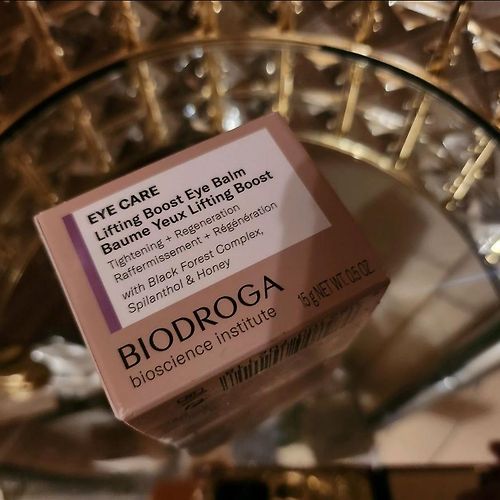 EYE CARE
Lifting Boost Eye Balm
Baume Yeux Lifting Boost
Tightening + Regeneration
Raffermissement + Régénération
with Black Forest Complex,
Spilanthol & Honey
BIODROGA
bioscience institute
15 g NET WT. 0.5 OZ